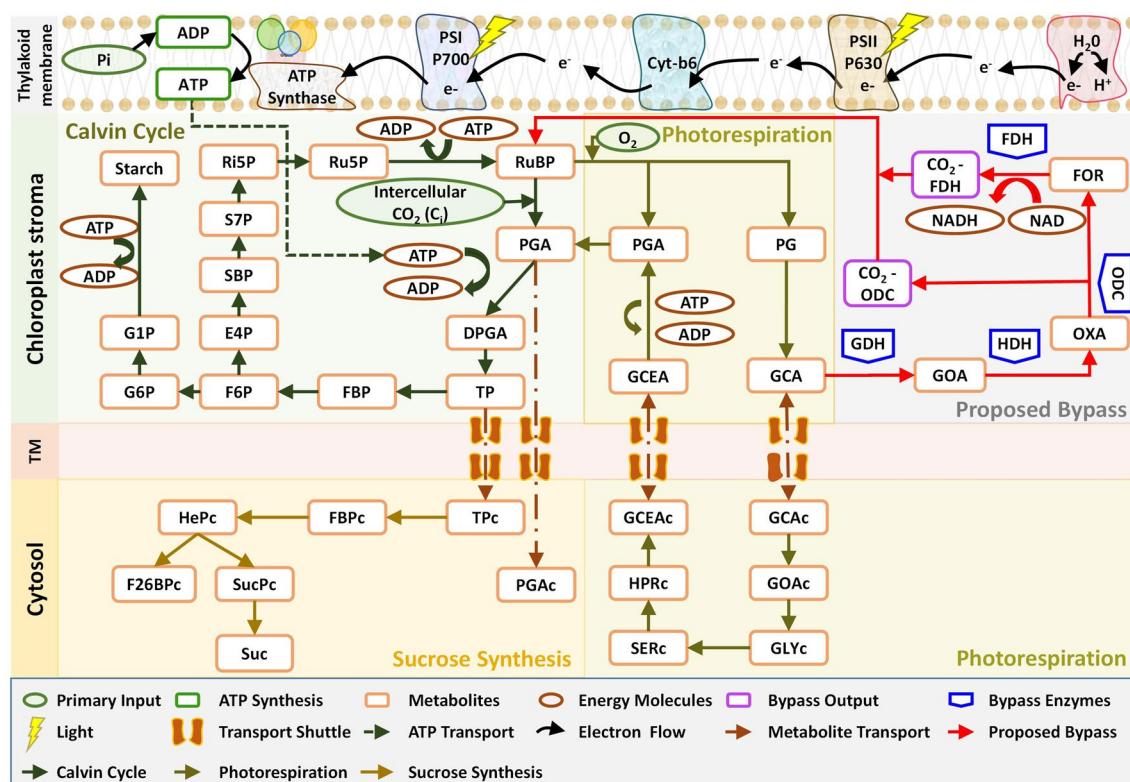 Thylakoid
membrane
Pi
ADP
ATP
ATP
Synthase
PSI
P700
e-
e-
Cyt-b6
e-
PSII
P630
e-
e-
H20
e-
H+
Chloroplast stroma
Calvin Cycle
Starch
Ri5P
Ru5P
ADP
ATP
RuBP
O2
Photorespiration
Intercellular
CO2 (Ci)
S7P
ATP
ADP
SBP
PGA
PGA
PG
ATP
ADP
G1P
E4P
DPGA
ATP
ADP
G6P
F6P
FBP
TP
GCEA
GCA
FDH
CO2 -
FDH
FOR
NADH
NAD
CO2 -
ODC
ODC
OXA
GDH
HDH
GOA
Proposed Bypass
TM
Cytosol
HePc
FBPc
TPc
GCEAc
GCAc
F26BPc
SucPc
PGAc
HPRc
GOAc
Suc
SERc
GLYc
Sucrose Synthesis
Photorespiration
Primary Input
ATP Synthesis
Metabolites
Energy Molecules
Bypass Output
Bypass Enzymes
Light
Transport Shuttle
ATP Transport
Electron Flow
Metabolite Transport
Proposed Bypass
Calvin Cycle
Photorespiration
Sucrose Synthesis